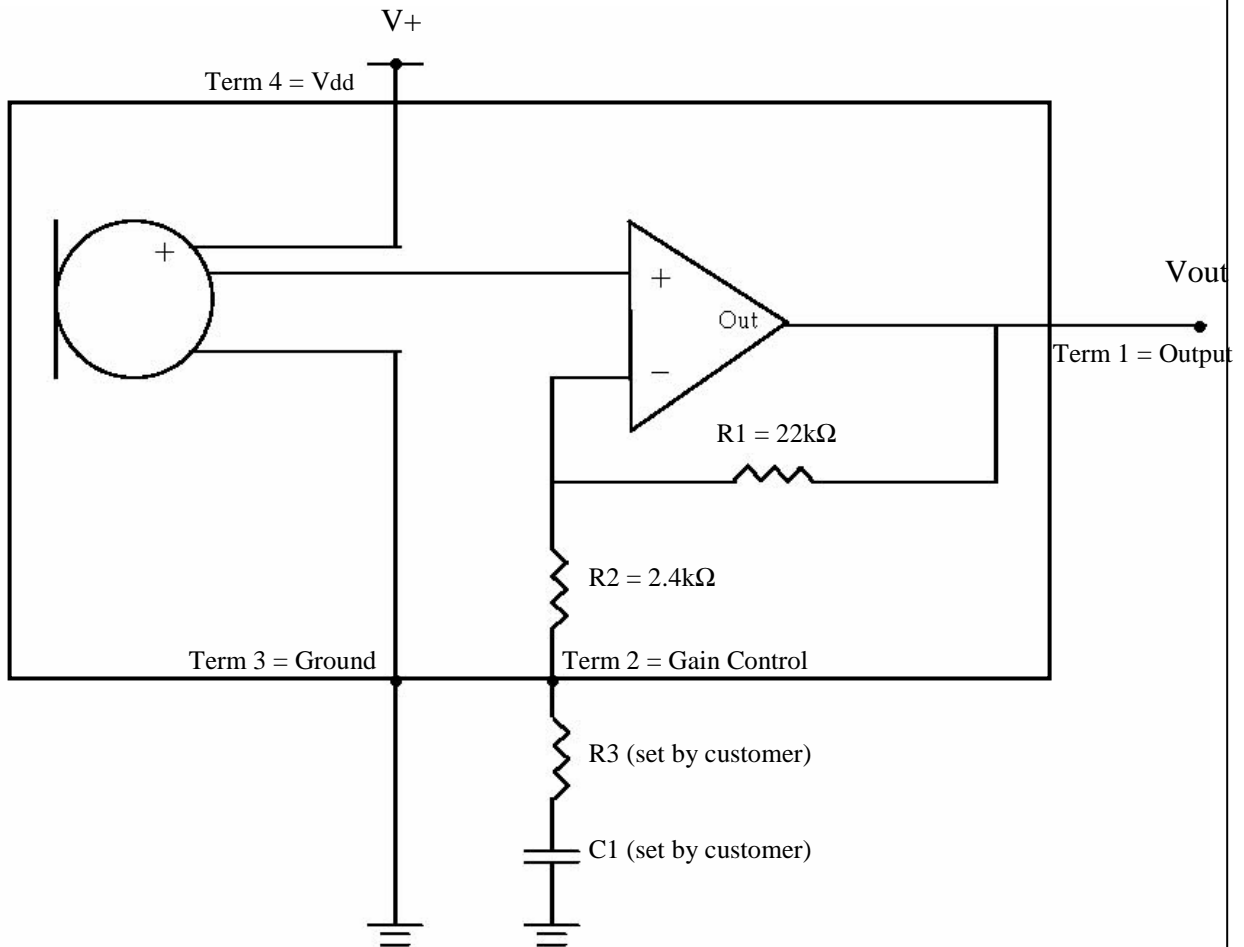 V+
Term 4 = Vdd
+
+
Vout
Out
Term 1 = Output
−
R1 = 22kΩ
R2 = 2.4kΩ
Term 3 = Ground
Term 2 = Gain Control
R3 (set by customer)
C1 (set by customer)